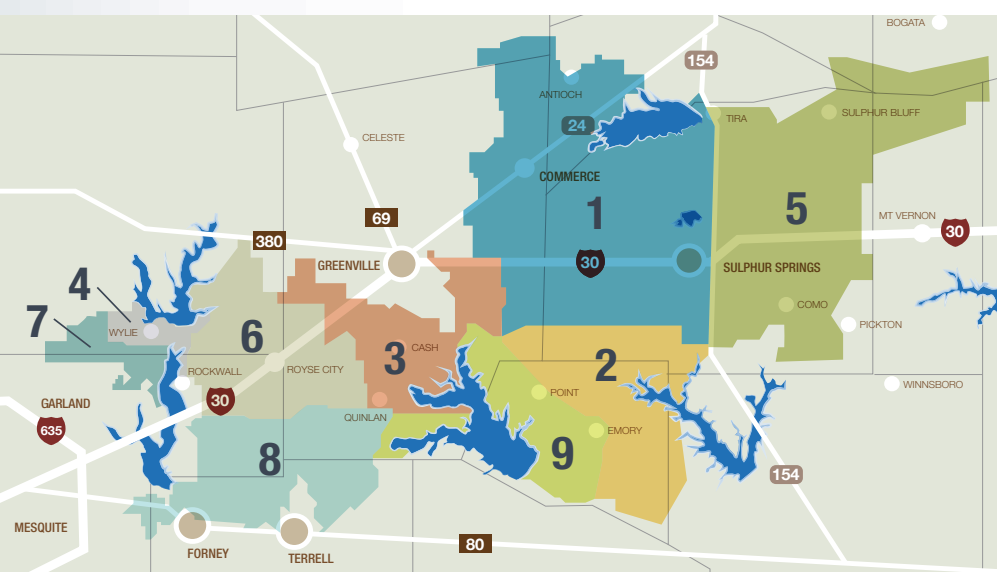 BOGATA
154
ANTIOCH
24
TIRA
SULPHUR BLUFF
CELESTE
COMMERCE
1
5
69
MT VERNON
30
380
GREENVILLE
30
SULPHUR SPRINGS
4
7
WYLIE
6
COMO
PICKTON
3
CASH
2
ROCKWALL
ROYSE CITY
WINNSBORO
30
POINT
GARLAND
635
QUINLAN
EMORY
8
9
154
MESQUITE
FORNEY
TERRELL
80